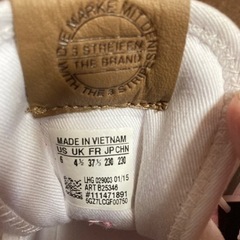 DIE MARKE MIT DEN
3 STREIFEN
THE BRAND
WITH THE 3 STRIPES
MADE IN VIETNAM
US UK FR JP CHN
6 4½ 37⅓ 230 230
LHG 029003 01/15
ART B25346
#111471891
5GZ7LCGF00750